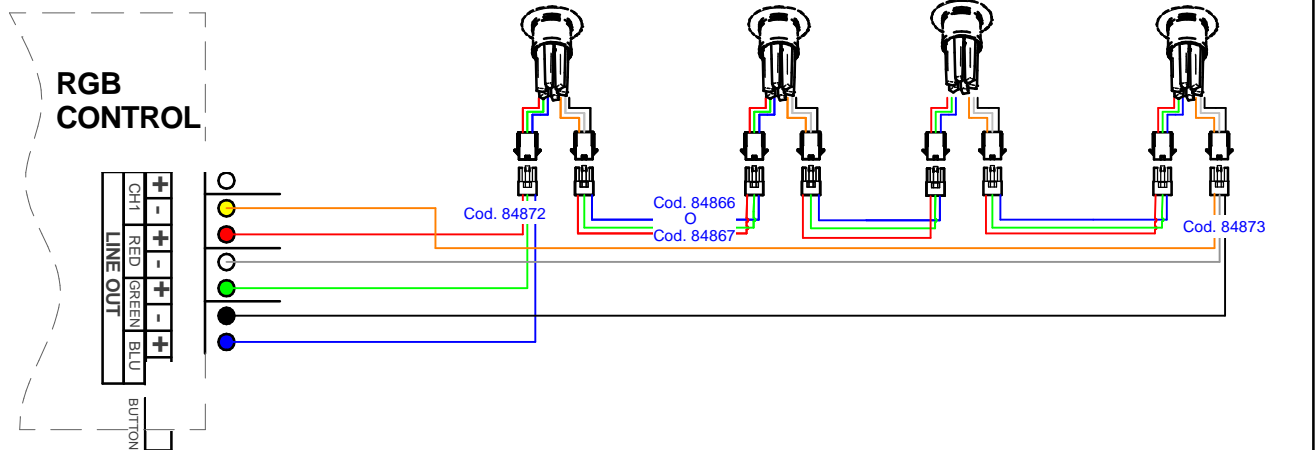 RGB
CONTROL
LINE OUT
CH1
RED
GREEN
BLU
+
-
+
-
+
-
+
BUTTON
Cod. 84872
Cod. 84866
O
Cod. 84867
Cod. 84873